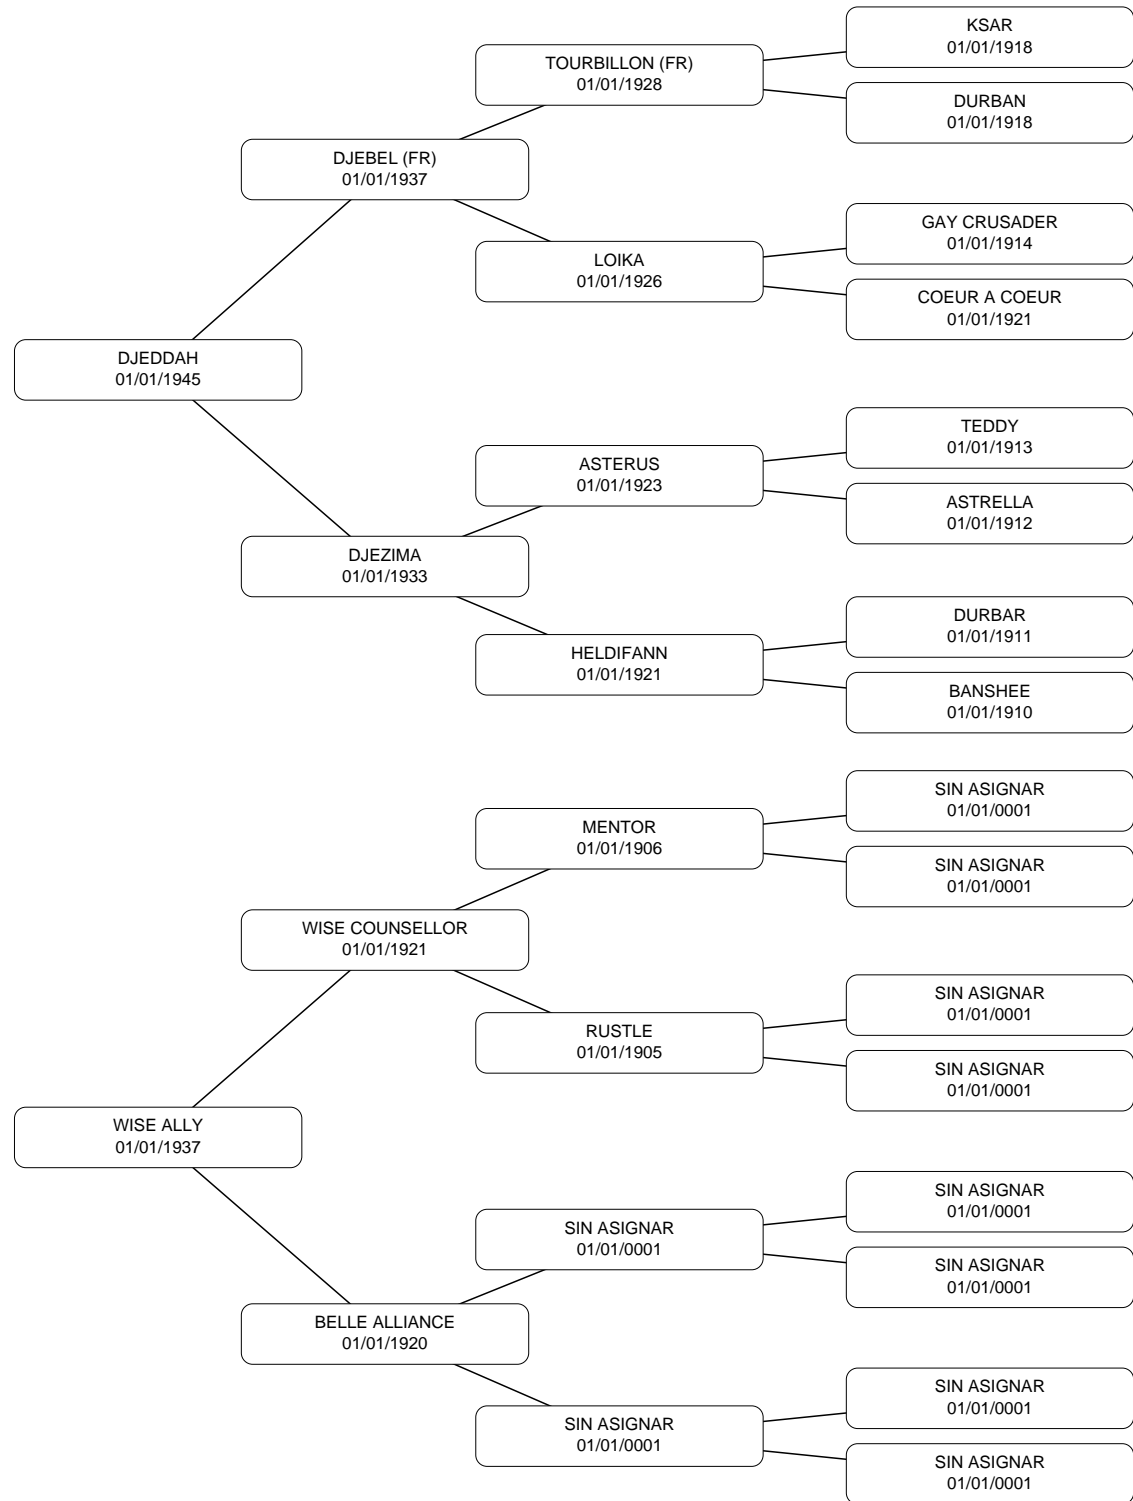 KSAR
01/01/1918
TOURBILLON (FR)
01/01/1928
DURBAN
01/01/1918
DJEBEL (FR)
01/01/1937
GAY CRUSADER
01/01/1914
LOIKA
01/01/1926
COEUR A COEUR
01/01/1921
DJEDDAH
01/01/1945
TEDDY
01/01/1913
ASTERUS
01/01/1923
ASTRELLA
01/01/1912
DJEZIMA
01/01/1933
DURBAR
01/01/1911
HELDIFANN
01/01/1921
BANSHEE
01/01/1910
SIN ASIGNAR
01/01/0001
MENTOR
01/01/1906
SIN ASIGNAR
01/01/0001
WISE COUNSELLOR
01/01/1921
SIN ASIGNAR
01/01/0001
RUSTLE
01/01/1905
SIN ASIGNAR
01/01/0001
WISE ALLY
01/01/1937
SIN ASIGNAR
01/01/0001
SIN ASIGNAR
01/01/0001
SIN ASIGNAR
01/01/0001
BELLE ALLIANCE
01/01/1920
SIN ASIGNAR
01/01/0001
SIN ASIGNAR
01/01/0001
SIN ASIGNAR
01/01/0001